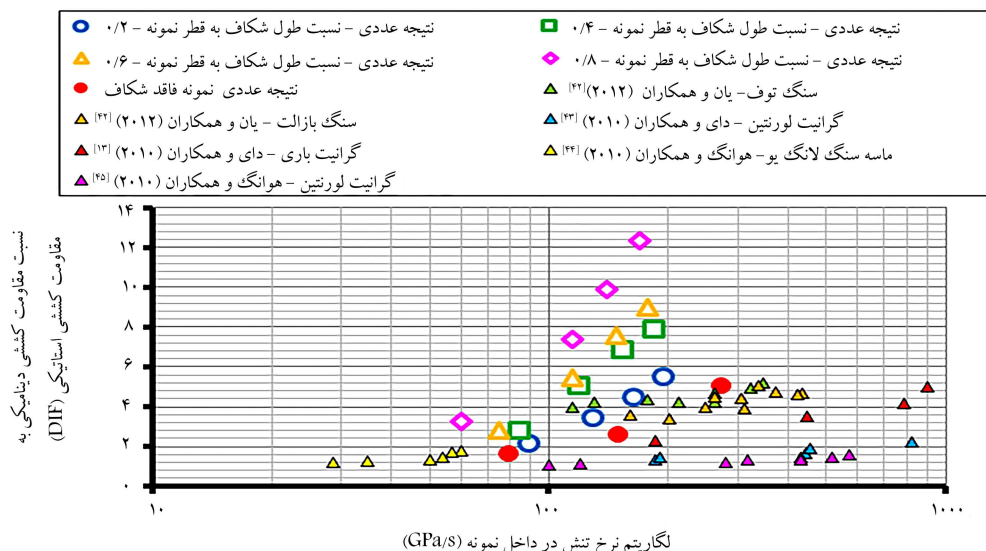 نتیجه عددی – نسبت طول شکاف به قطر نمونه – ۰/۲
نتیجه عددی – نسبت طول شکاف به قطر نمونه – ۰/۴
نتیجه عددی – نسبت طول شکاف به قطر نمونه – ۰/۶
نتیجه عددی – نسبت طول شکاف به قطر نمونه – ۰/۸
نتیجه عددی نمونه فاقد شکاف
سنگ توف- یان و همکاران (۲۰۱۲)[۴۲]
سنگ بازالت – یان و همکاران (۲۰۱۲)[۴۲]
گرانیت لورنتین – دای و همکاران (۲۰۱۰)[۴۳]
گرانیت باری – دای و همکاران (۲۰۱۰)[۱۳]
ماسه سنگ لانگ یو – هوانگ و همکاران (۲۰۱۰)[۴۴]
گرانیت لورنتین – هوانگ و همکاران (۲۰۱۰)[۴۵]
نسبت مقاومت کششی دینامیکی به
مقاومت کششی استاتیکی (DIF)
۱۴
۱۲
۱۰
۸
۶
۴
۲
۰
۱۰
۱۰۰
۱۰۰۰
لگاریتم نرخ تنش در داخل نمونه (GPa/s)